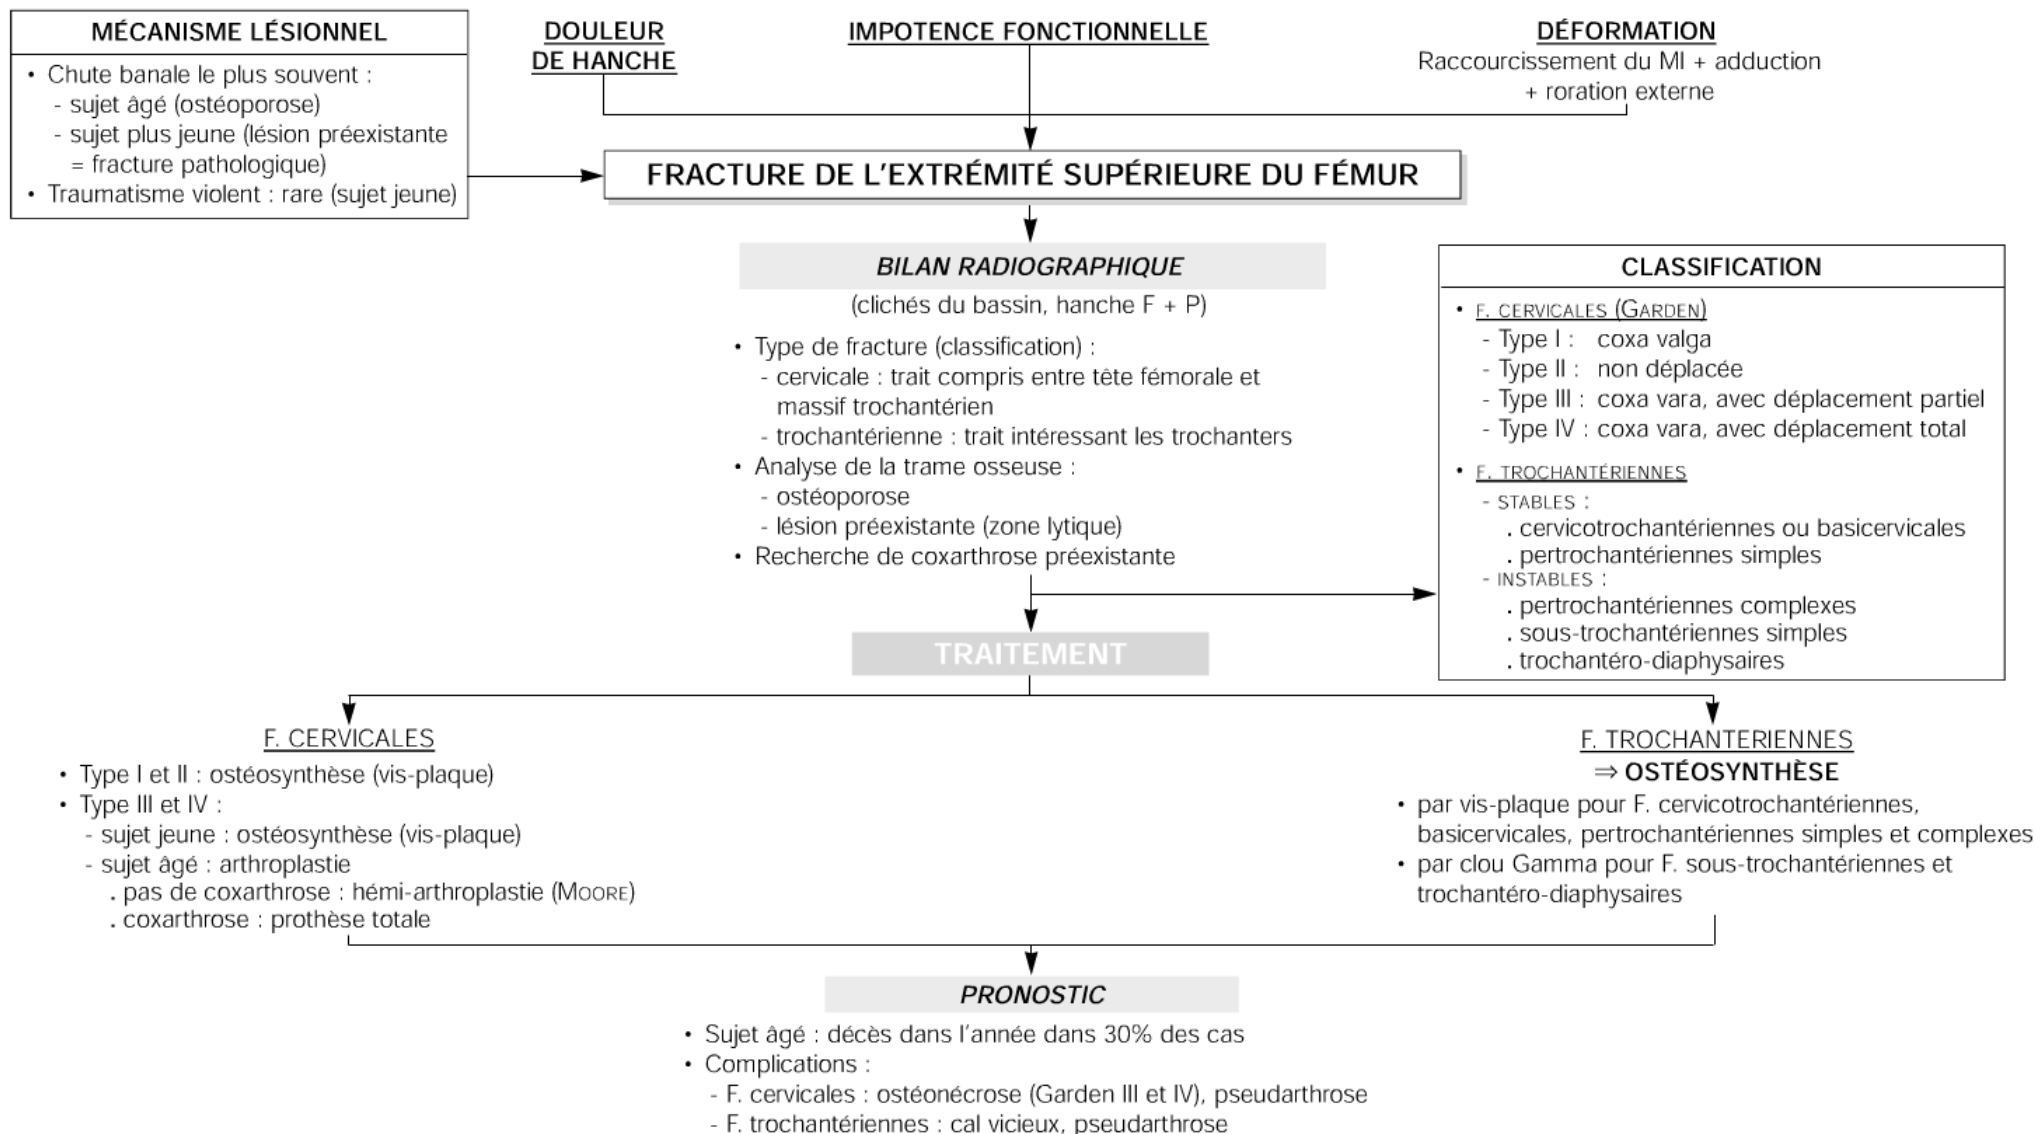 MÉCANISME LÉSIONNEL
• Chute banale le plus souvent :
- sujet âgé (ostéoporose)
- sujet plus jeune (lésion préexistante
= fracture pathologique)
• Traumatisme violent : rare (sujet jeune)
DOULEUR
DE HANCHE
IMPOTENCE FONCTIONNELLE
DÉFORMATION
Raccourcissement du MI + adduction
+ roration externe
FRACTURE DE L'EXTRÉMITÉ SUPÉRIEURE DU FÉMUR
BILAN RADIOGRAPHIQUE
(clichés du bassin, hanche F + P)
• Type de fracture (classification) :
- cervicale : trait compris entre tête fémorale et
massif trochantérien
- trochantérienne : trait intéressant les trochanters
• Analyse de la trame osseuse :
- ostéoporose
- lésion préexistante (zone lytique)
• Recherche de coxarthrose préexistante
CLASSIFICATION
• F. CERVICALES (GARDEN)
- Type I : coxa valga
- Type II : non déplacée
- Type III : coxa vara, avec déplacement partiel
- Type IV : coxa vara, avec déplacement total
• F. TROCHANTÉRIENNES
- STABLES :
. cervicotrochantériennes ou basicervicales
. pertrochantériennes simples
- INSTABLES :
. pertrochantériennes complexes
. sous-trochantériennes simples
. trochantéro-diaphysaires
TRAITEMENT
F. CERVICALES
• Type I et II : ostéosynthèse (vis-plaque)
• Type III et IV :
- sujet jeune : ostéosynthèse (vis-plaque)
- sujet âgé : arthroplastie
. pas de coxarthrose : hémi-arthroplastie (MOORE)
. coxarthrose : prothèse totale
F. TROCHANTERIENNES
⇒ OSTÉOSYNTHÈSE
• par vis-plaque pour F. cervicotrochantériennes,
basicervicales, pertrochantériennes simples et complexes
• par clou Gamma pour F. sous-trochantériennes et
trochantéro-diaphysaires
PRONOSTIC
• Sujet âgé : décès dans l'année dans 30% des cas
• Complications :
- F. cervicales : ostéonécrose (Garden III et IV), pseudarthrose
- F. trochantériennes : cal vicieux, pseudarthrose